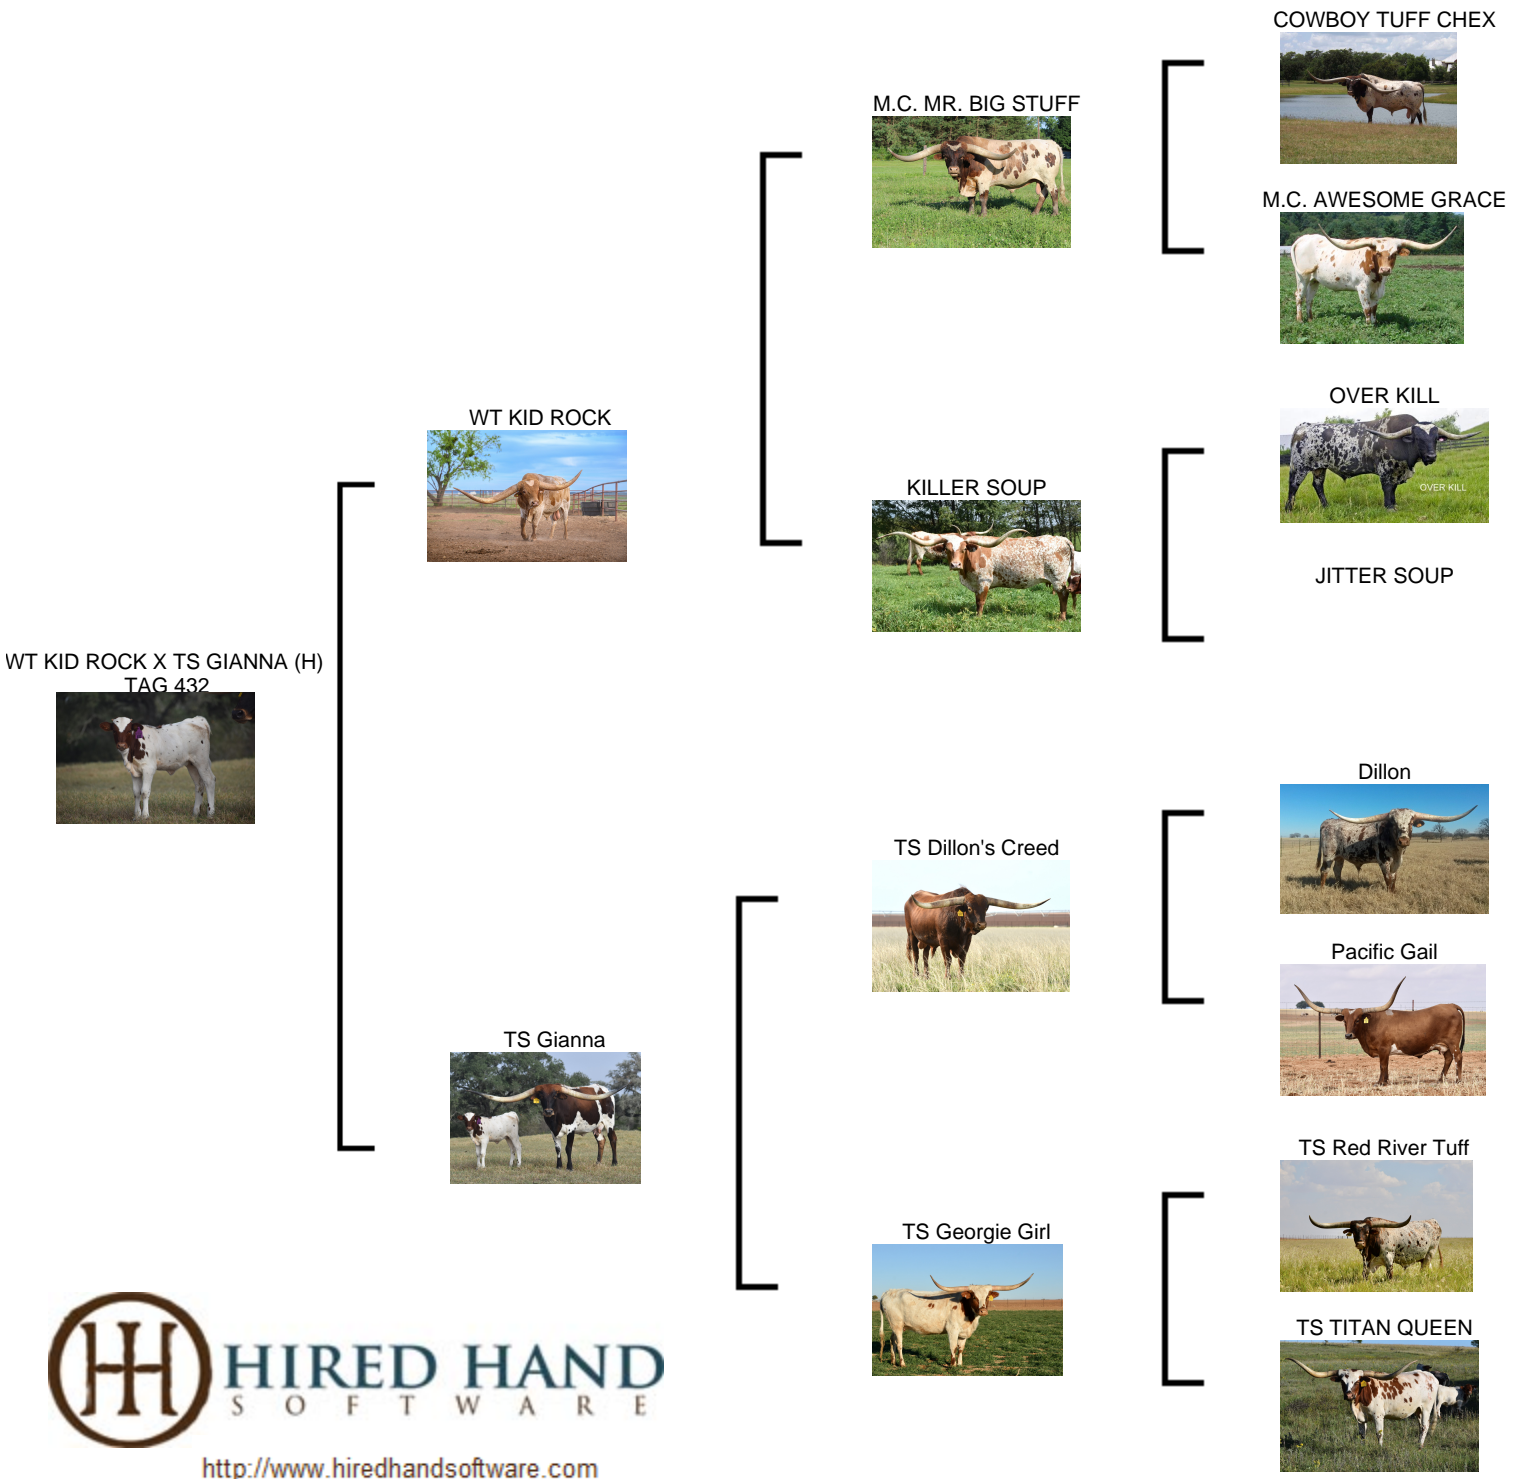 COWBOY TUFF CHEX
M.C. MR. BIG STUFF
M.C. AWESOME GRACE
OVER KILL
WT KID ROCK
KILLER SOUP
OVER KILL
JITTER SOUP
WT KID ROCK X TS GIANNA (H)
TAG 432
Dillon
TS Dillon's Creed
Pacific Gail
TS Gianna
TS Red River Tuff
TS Georgie Girl
TS TITAN QUEEN
HIRED HAND
SOFTWARE
http://www.hiredhandsoftware.com